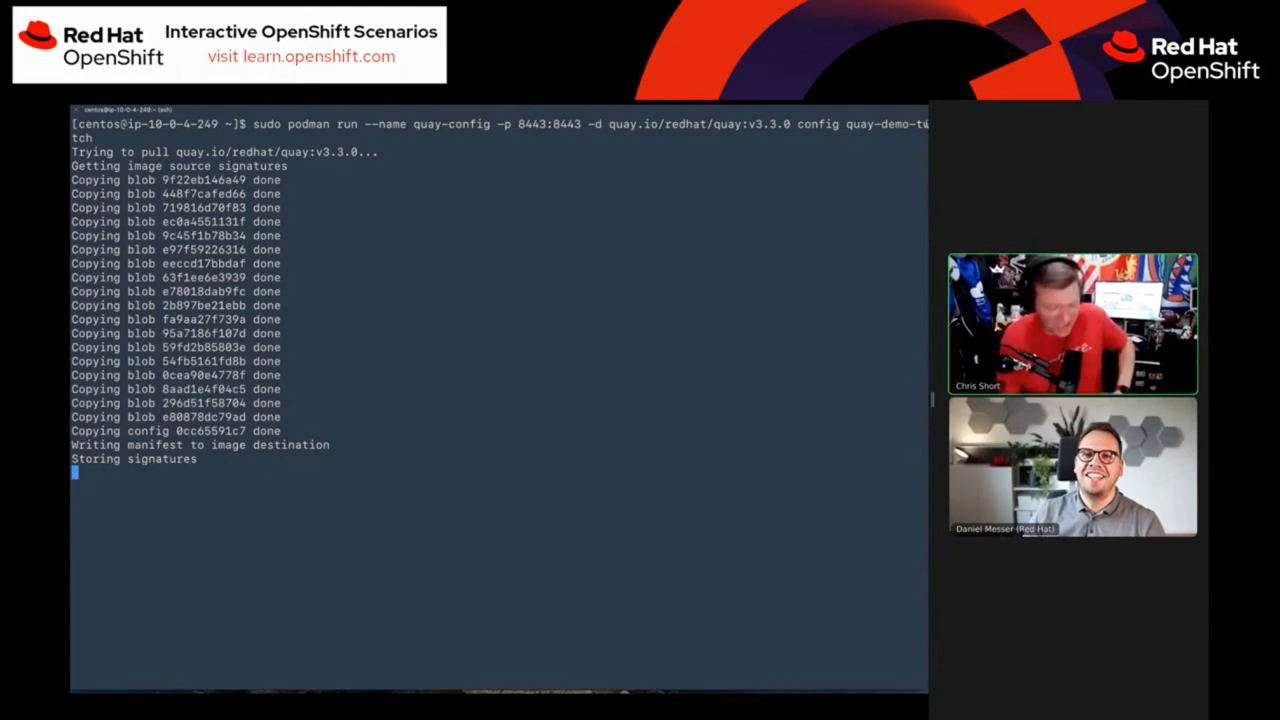 Red Hat
OpenShift
Interactive OpenShift Scenarios
visit learn.openshift.com
Red Hat
OpenShift
centos@ip-10-0-4-249:~ (ssh)
[centos@ip-10-0-4-249 ~]$ sudo podman run --name quay-config -p 8443:8443 -d quay.io/redhat/quay:v3.3.0 config quay-demo-tw
tch
Trying to pull quay.io/redhat/quay:v3.3.0...
Getting image source signatures
Copying blob 9f22eb146a49 done
Copying blob 448f7cafed66 done
Copying blob 719816d70f83 done
Copying blob ec0a4551131f done
Copying blob 9c45f1b78b34 done
Copying blob e97f59226316 done
Copying blob eeccd17bbdaf done
Copying blob 63f1ee6e3939 done
Copying blob e78018dab9fc done
Copying blob 2b897be21ebb done
Copying blob fa9aa27f739a done
Copying blob 95a7186f107d done
Copying blob 59fd2b85803e done
Copying blob 54fb5161fd8b done
Copying blob 0cea90e4778f done
Copying blob 8aad1e4f04c5 done
Copying blob 296d51f58704 done
Copying blob e80878dc79ad done
Copying config 0cc65591c7 done
Writing manifest to image destination
Storing signatures
Chris Short
Daniel Messer (Red Hat)